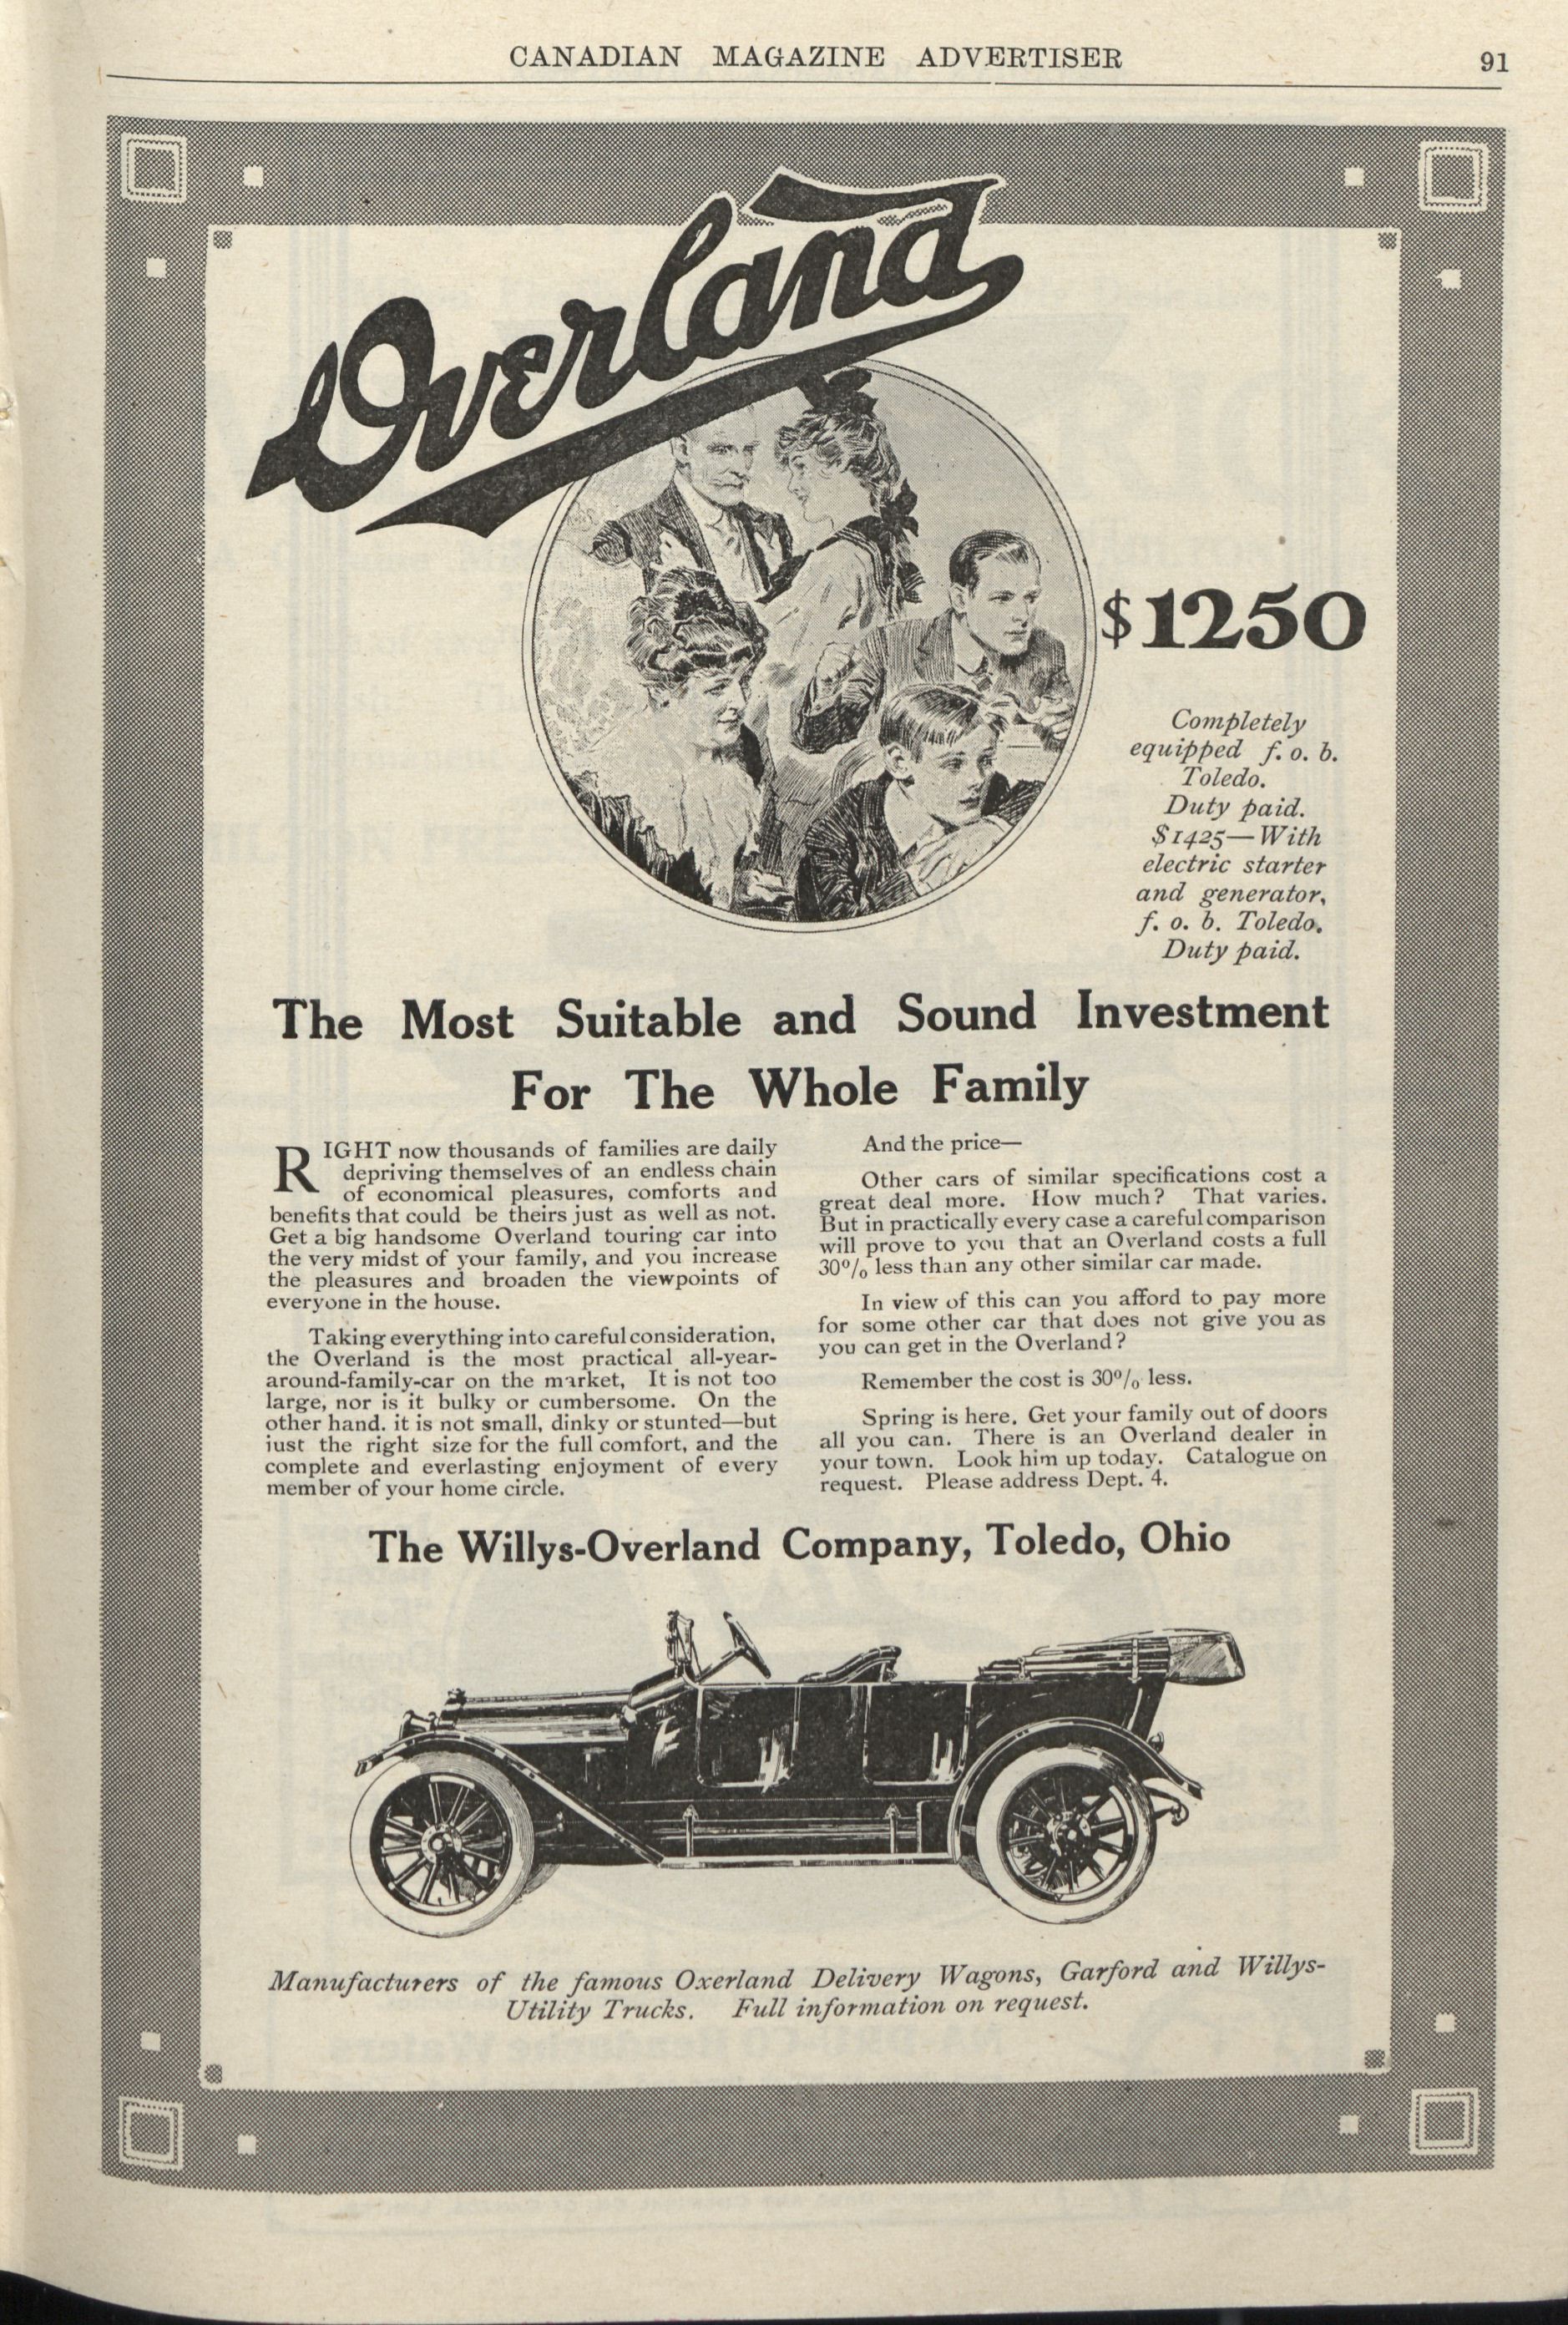 CANADIAN MAGAZINE ADVERTISER
91
Overland
$1250
Completely
equipped f. o. b.
Toledo.
Duty paid.
$1425—With
electric starter
and generator,
f. o. b. Toledo.
Duty paid.
The Most Suitable and Sound Investment
For The Whole Family
RIGHT now thousands of families are daily
depriving themselves of an endless chain
of economical pleasures, comforts and
benefits that could be theirs just as well as not.
Get a big handsome Overland touring car into
the very midst of your family, and you increase
the pleasures and broaden the viewpoints of
everyone in the house.
Taking everything into careful consideration,
the Overland is the most practical all-year-
around-family-car on the market, It is not too
large, nor is it bulky or cumbersome. On the
other hand. it is not small, dinky or stunted—but
just the right size for the full comfort, and the
complete and everlasting enjoyment of every
member of your home circle.
And the price—
Other cars of similar specifications cost a
great deal more. How much? That varies.
But in practically every case a careful comparison
will prove to you that an Overland costs a full
30% less than any other similar car made.
In view of this can you afford to pay more
for some other car that does not give you as
you can get in the Overland?
Remember the cost is 30% less.
Spring is here. Get your family out of doors
all you can. There is an Overland dealer in
your town. Look him up today. Catalogue on
request. Please address Dept. 4.
The Willys-Overland Company, Toledo, Ohio
Manufacturers of the famous Oxerland Delivery Wagons, Garford and Willys-
Utility Trucks. Full information on request.